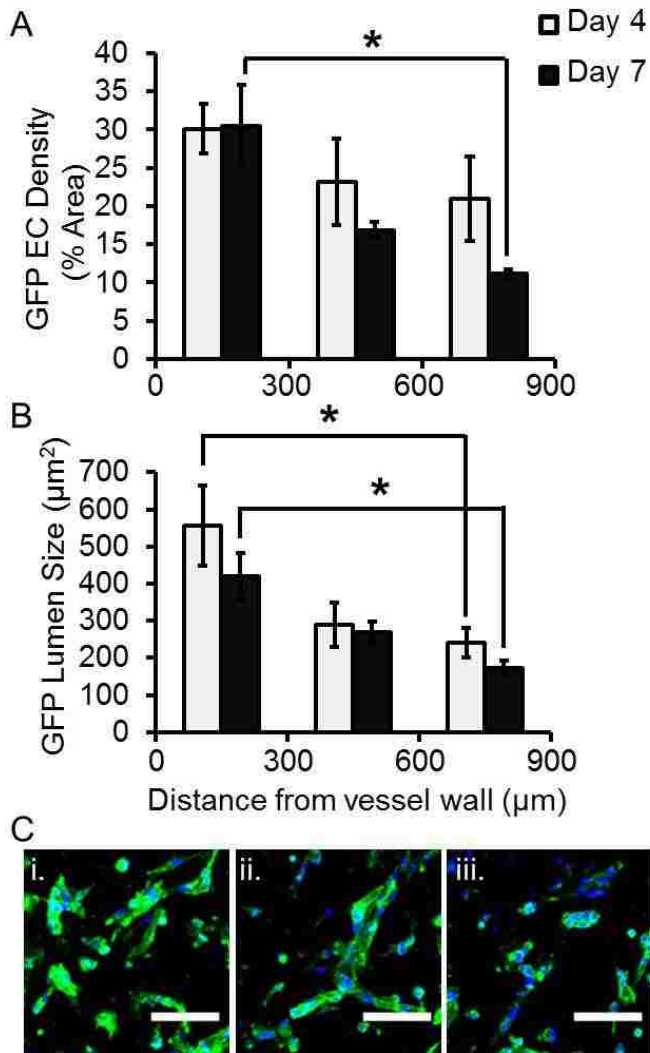 A
Day 4
Day 7
*
GFP EC Density
(% Area)
40
35
30
25
20
15
10
5
0
0 300 600 900
B
*
*
GFP Lumen Size (µm²)
700
600
500
400
300
200
100
0
0 300 600 900
Distance from vessel wall (µm)
C
i. ii. iii.